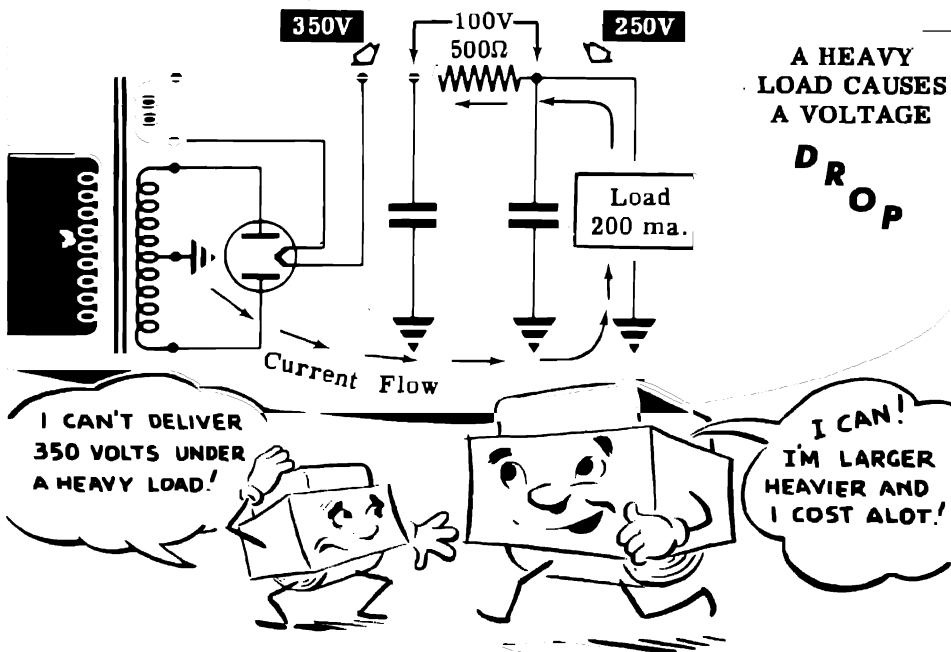 350V
100V
250V
500Ω
A HEAVY
LOAD CAUSES
A VOLTAGE
DROP
Load
200 ma.
Current Flow
I CAN'T DELIVER
350 VOLTS UNDER
A HEAVY LOAD!
I CAN!
I'M LARGER
HEAVIER AND
I COST ALOT!